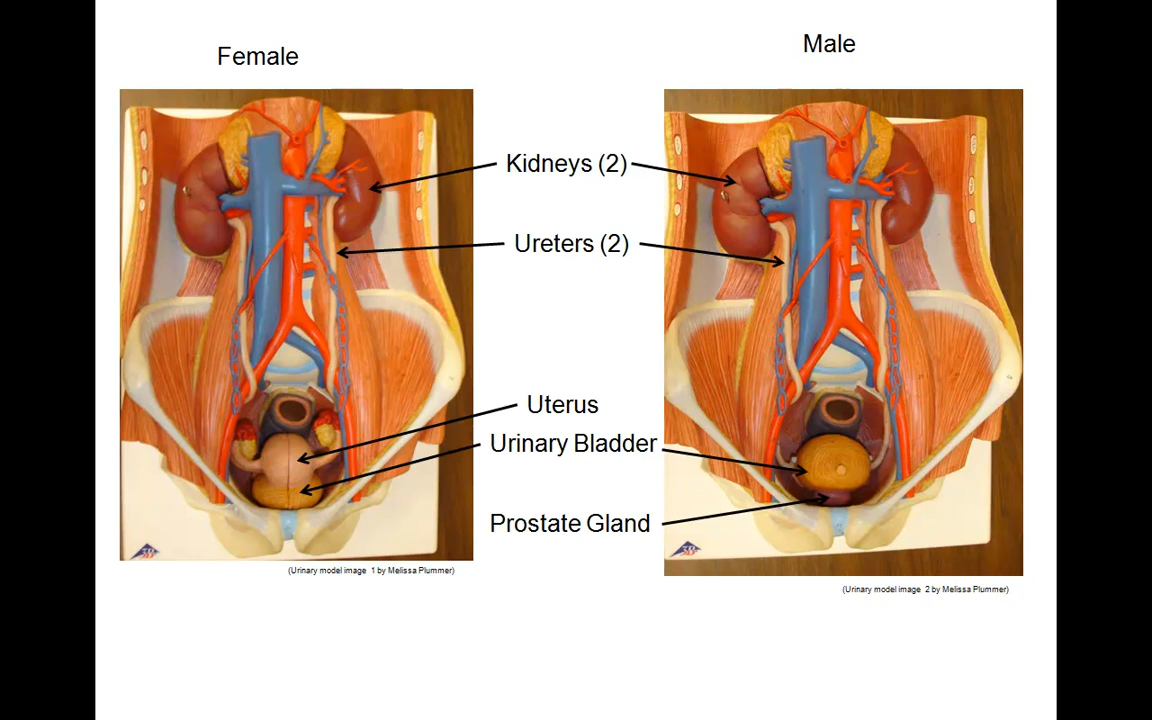 Female
Male
Kidneys (2)
Ureters (2)
Uterus
Urinary Bladder
Prostate Gland
(Urinary model image 1 by Melissa Plummer)
(Urinary model image 2 by Melissa Plummer)